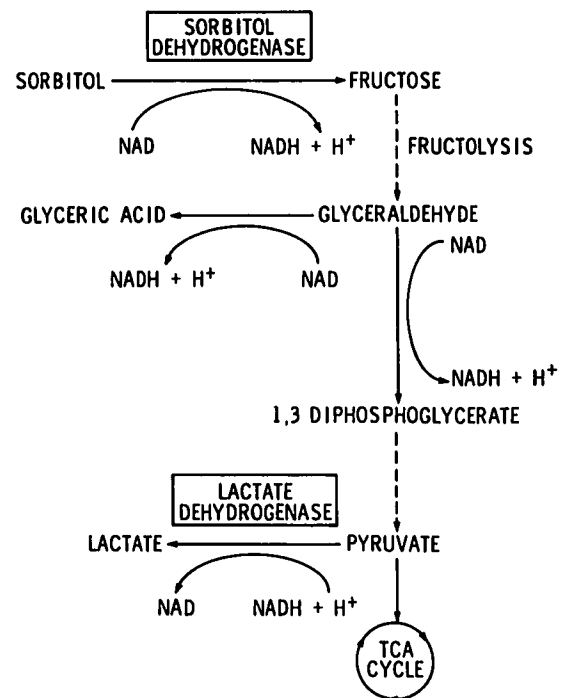 SORBITOL
DEHYDROGENASE
SORBITOL
FRUCTOSE
NAD
NADH + H⁺
FRUCTOLYSIS
GLYCERIC ACID
GLYCERALDEHYDE
NAD
NADH + H⁺
NAD
NADH + H⁺
1,3 DIPHOSPHOGLYCERATE
LACTATE
DEHYDROGENASE
LACTATE
PYRUVATE
NAD
NADH + H⁺
TCA
CYCLE